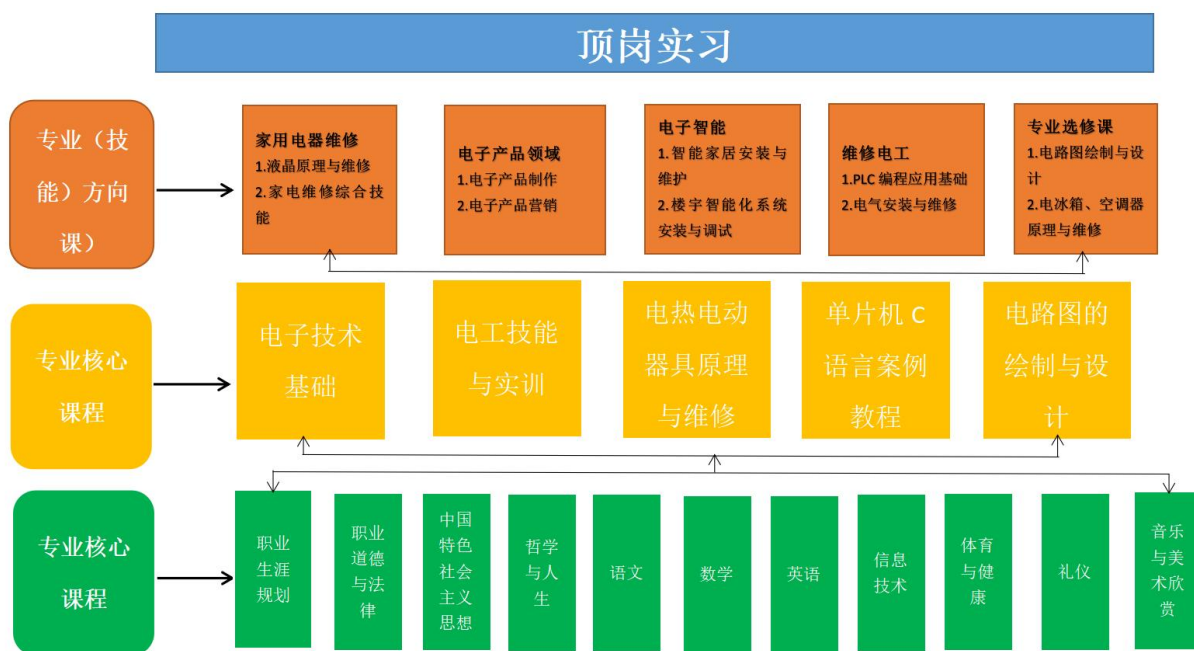 顶岗实习
专业（技
能）方向
课）
家用电器维修
1.液晶原理与维修
2.家电维修综合技
能
电子产品领域
1.电子产品制作
2.电子产品营销
电子智能
1.智能家居安装与
维护
2.楼宇智能化系统
安装与调试
维修电工
1.PLC 编程应用基础
2.电气安装与维修
专业选修课
1.电路图绘制与设
计
2.电冰箱、空调器
原理与维修
专业核心
课程
电子技术
基础
电工技能
与实训
电热电动
器具原理
与维修
单片机 C
语言案例
教程
电路图的
绘制与设
计
专业核心
课程
职业
生涯
规划
职业
道德
与法
律
中国
特色
社会
主义
思想
哲学
与人
生
语文
数学
英语
信息
技术
体育
与健
康
礼仪
音乐
与美
术欣
赏